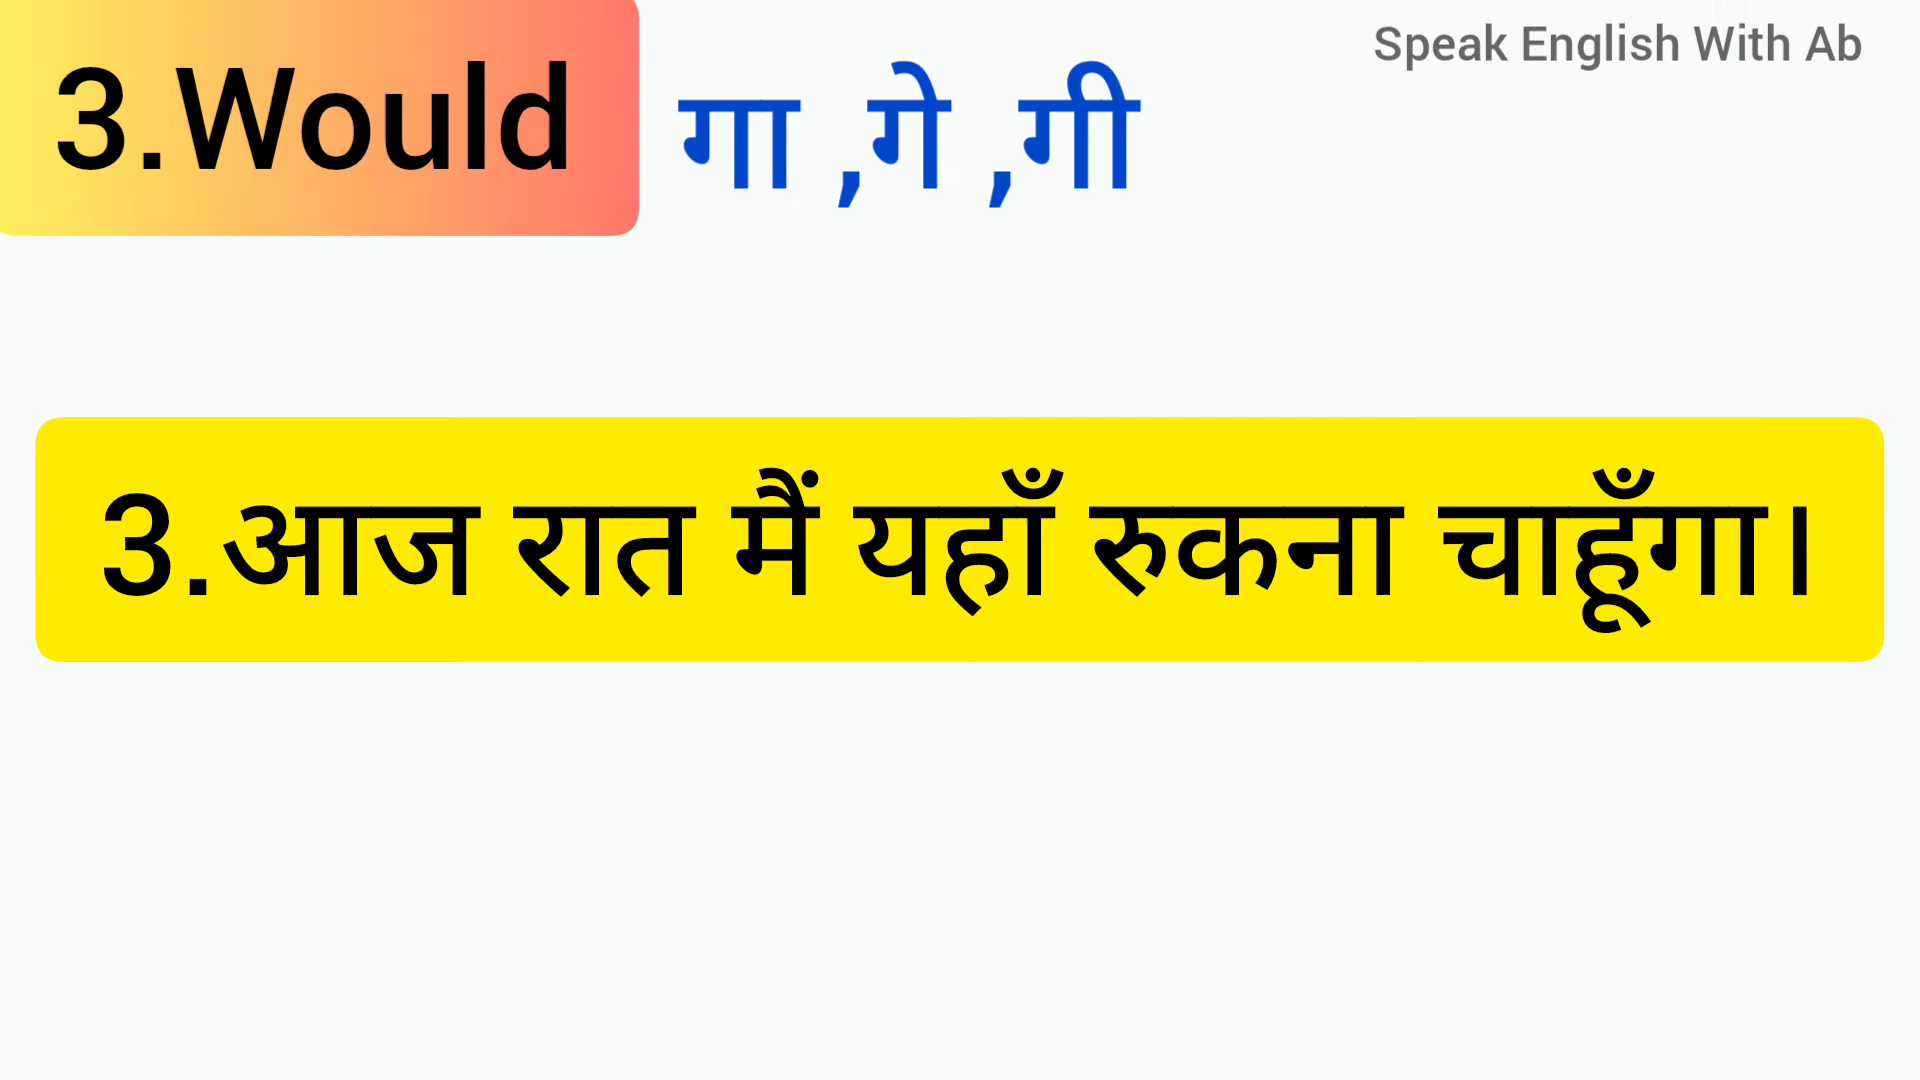 Speak English With Ab
3.Would गा ,गे ,गी
3.आज रात मैं यहाँ रुकना चाहूँगा।